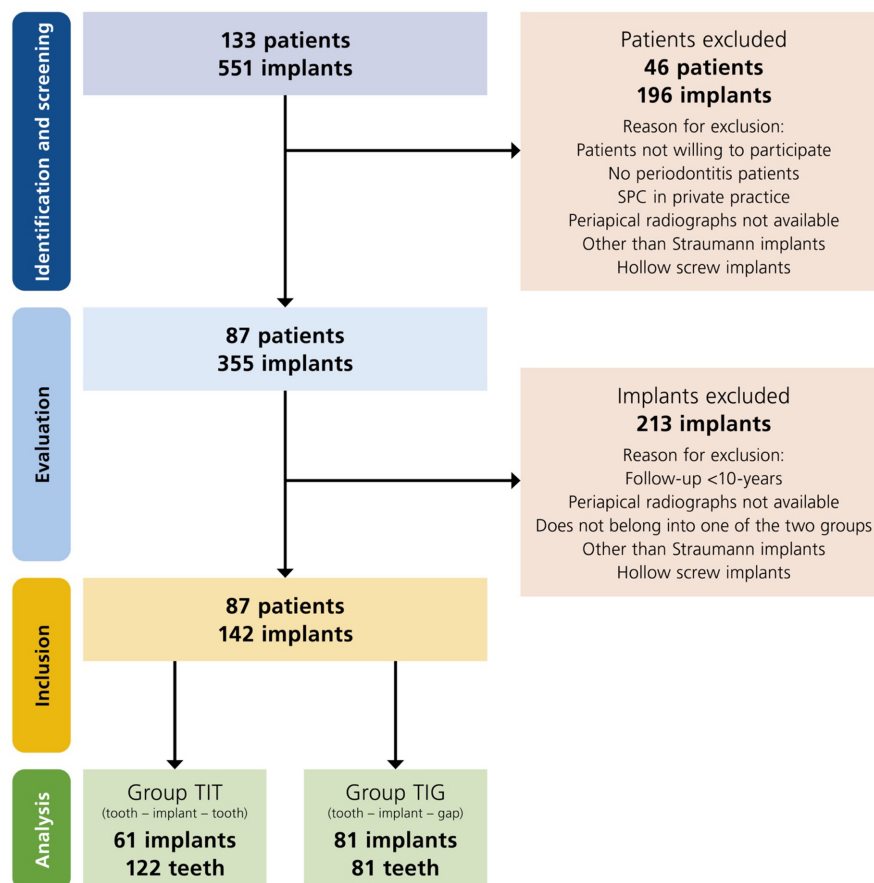 Identification and screening
133 patients
551 implants
Patients excluded
46 patients
196 implants
Reason for exclusion:
Patients not willing to participate
No periodontitis patients
SPC in private practice
Periapical radiographs not available
Other than Straumann implants
Hollow screw implants
Evaluation
87 patients
355 implants
Implants excluded
213 implants
Reason for exclusion:
Follow-up <10-years
Periapical radiographs not available
Does not belong into one of the two groups
Other than Straumann implants
Hollow screw implants
Inclusion
87 patients
142 implants
Analysis
Group TIT
(tooth – implant – tooth)
61 implants
122 teeth
Group TIG
(tooth – implant – gap)
81 implants
81 teeth